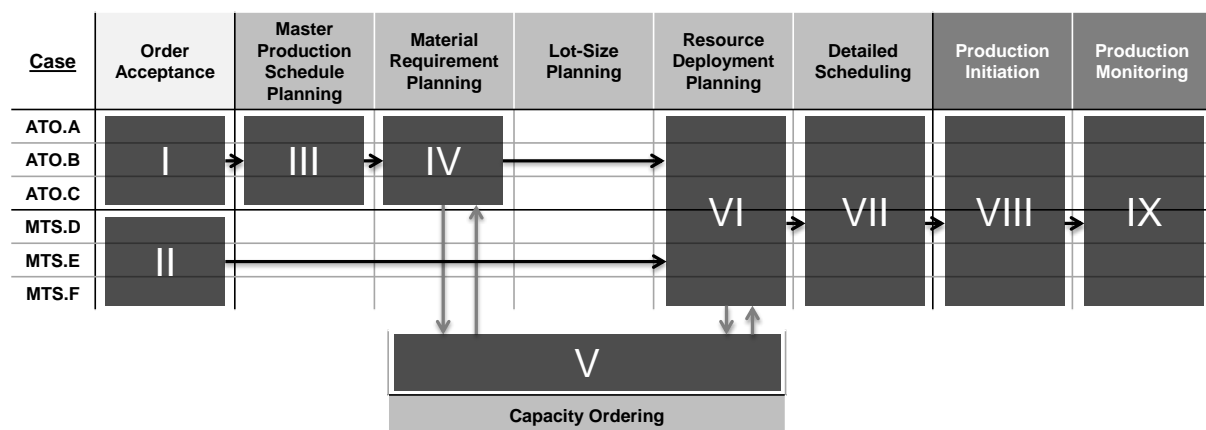 Case
Order
Acceptance
Master
Production
Schedule
Planning
Material
Requirement
Planning
Lot-Size
Planning
Resource
Deployment
Planning
Detailed
Scheduling
Production
Initiation
Production
Monitoring
ATO.A
ATO.B
ATO.C
MTS.D
MTS.E
MTS.F
I
II
III
IV
VI
VII
VIII
IX
V
Capacity Ordering